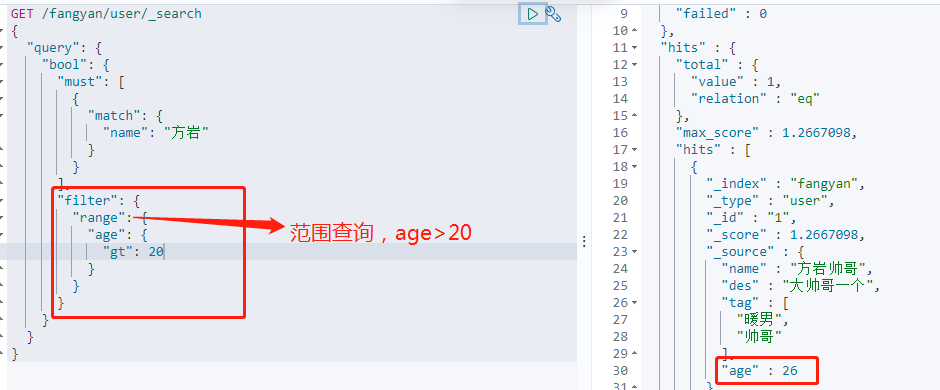 GET /fangyan/user/_search
{
"query": {
"bool": {
"must": [
{
"match": {
"name": "方岩"
}
}
],
"filter": {
"range": {
"age": {
"gt": 20
}
}
}
}
}
}
范围查询，age>20
9 "failed" : 0
10 },
11 "hits" : {
12 "total" : {
13 "value" : 1,
14 "relation" : "eq"
15 },
16 "max_score" : 1.2667098,
17 "hits" : [
18 {
19 "_index" : "fangyan",
20 "_type" : "user",
21 "_id" : "1",
22 "_score" : 1.2667098,
23 "_source" : {
24 "name" : "方岩帅哥",
25 "des" : "大帅哥一个",
26 "tag" : [
27 "暖男",
28 "帅哥"
29 ],
30 "age" : 26
31 }